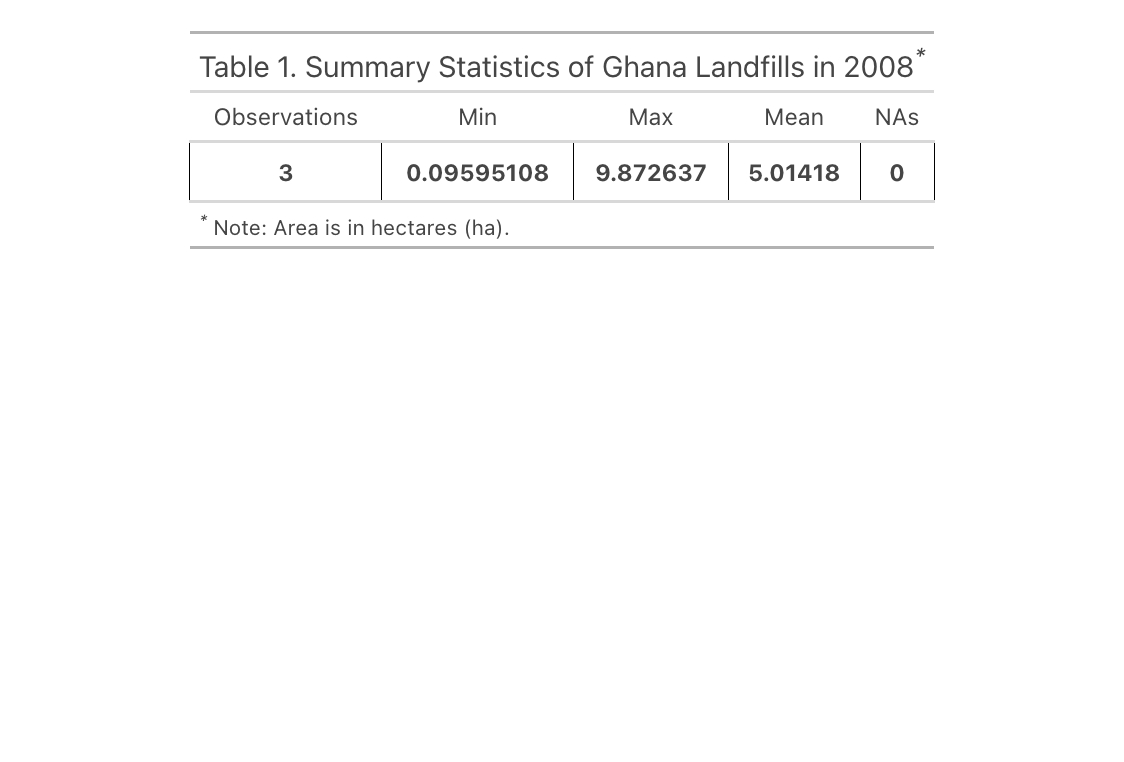 Table 1. Summary Statistics of Ghana Landfills in 2008*
Observations Min Max Mean NAs
3 0.09595108 9.872637 5.01418 0
* Note: Area is in hectares (ha).